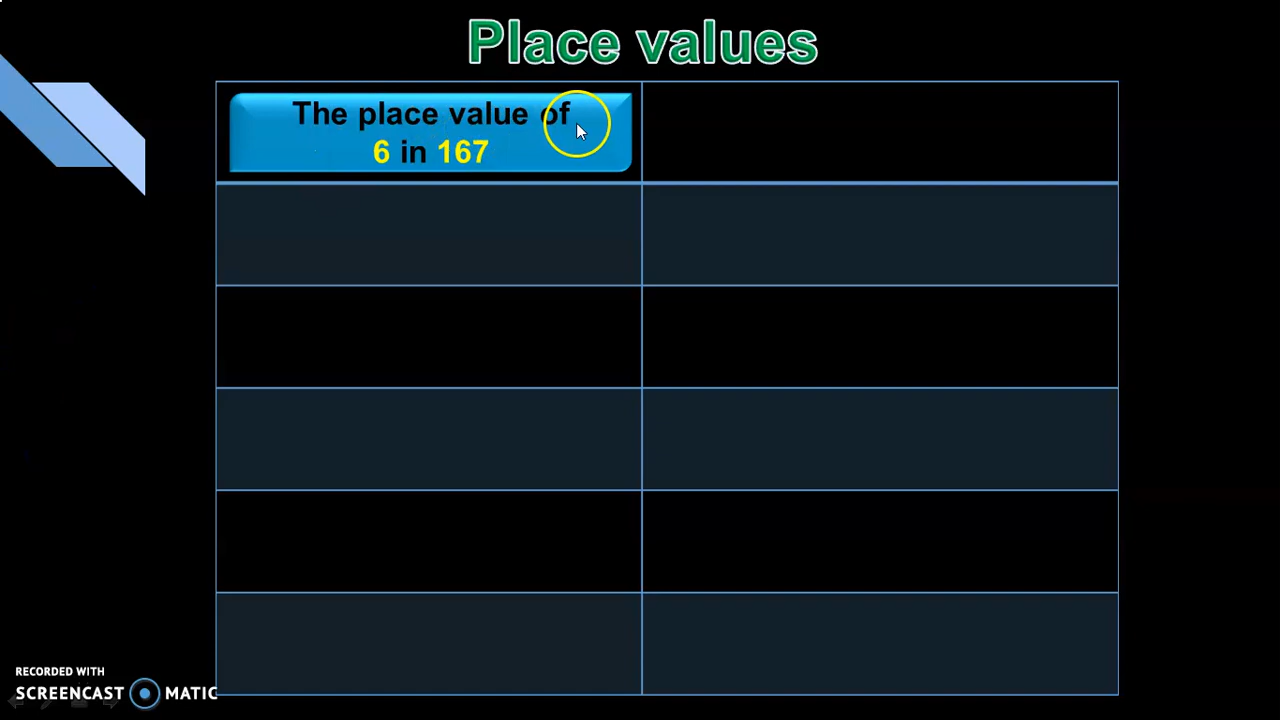 Place values
The place value of
6 in 167
RECORDED WITH
SCREENCAST MATIC